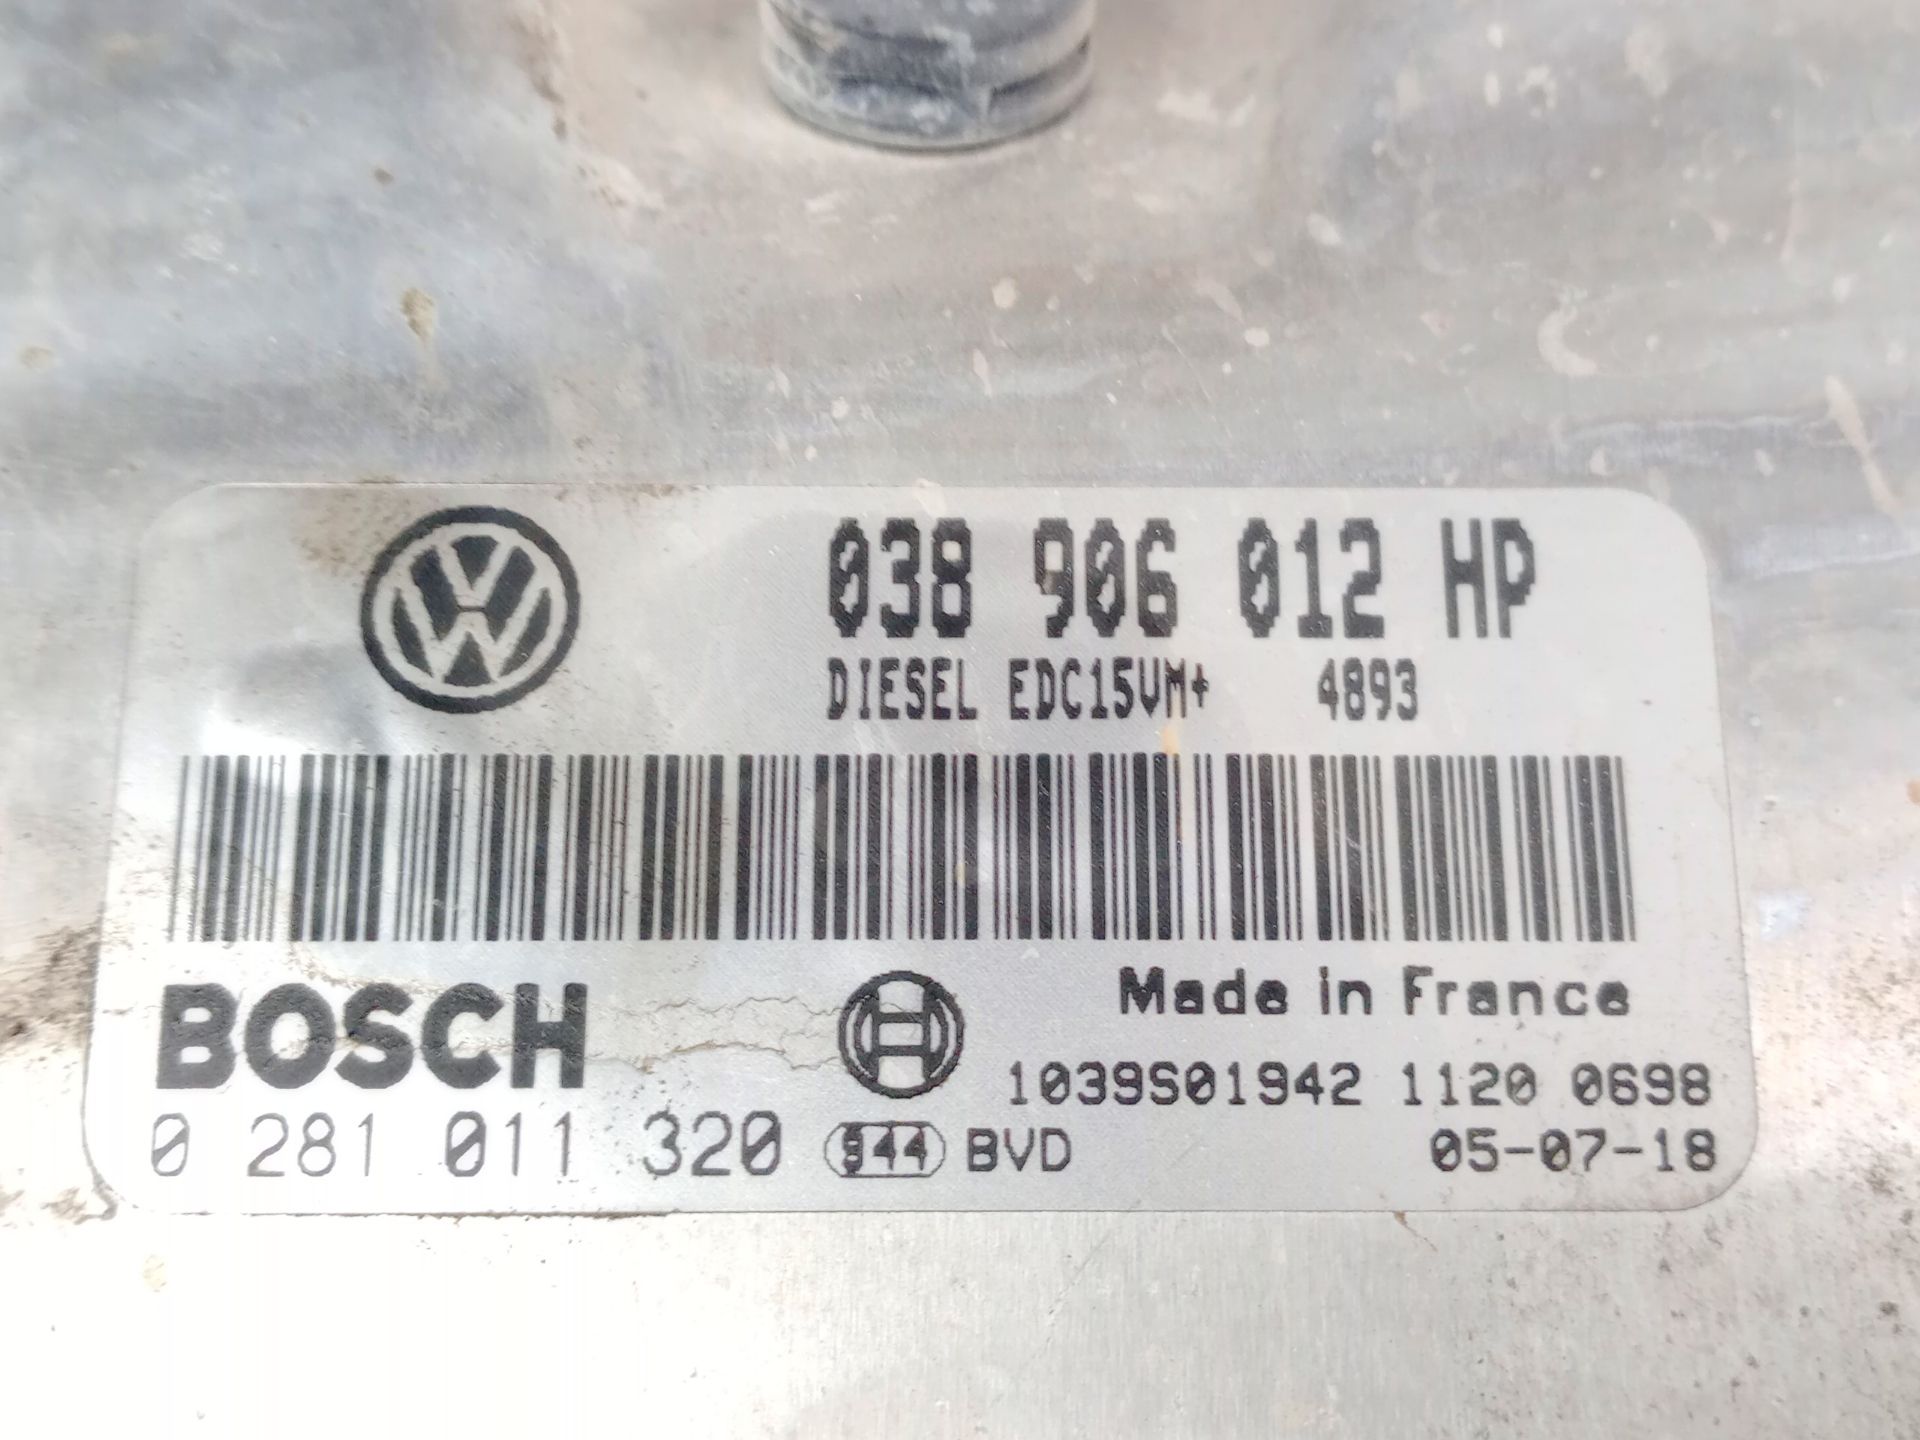 038 906 012 HP
DIESEL EDC15VM+ 4893
BOSCH
Made in France
1039S01942 1120 0698
0 281 011 320 944 BVD 05-07-18